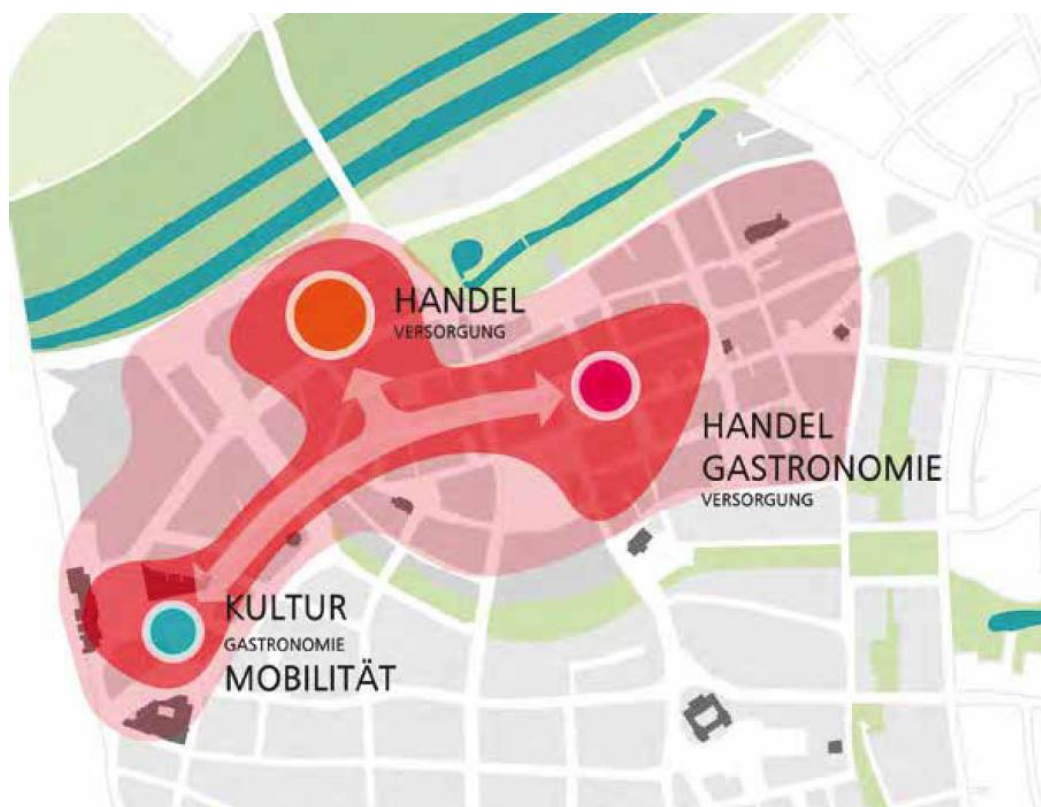 HANDEL
VERSORGUNG
HANDEL
GASTRONOMIE
VERSORGUNG
KULTUR
GASTRONOMIE
MOBILITÄT